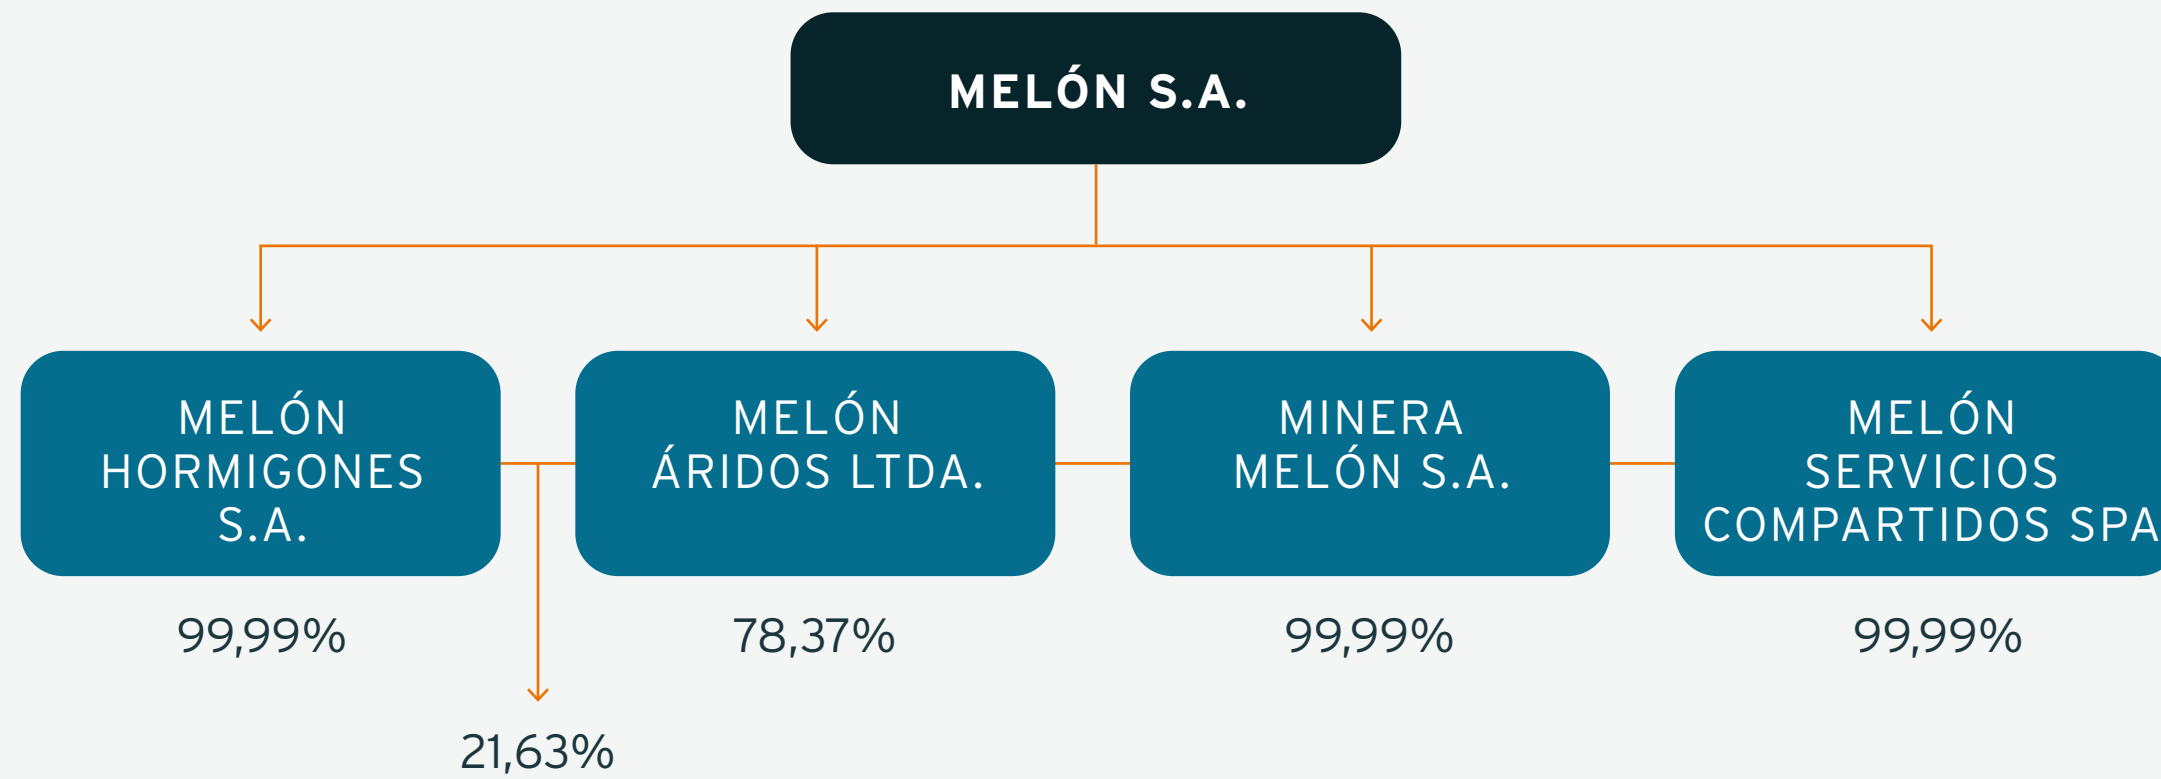 MELÓN S.A.
MELÓN
HORMIGONES
S.A.
99,99%
MELÓN
ÁRIDOS LTDA.
78,37%
MINERA
MELÓN S.A.
99,99%
MELÓN
SERVICIOS
COMPARTIDOS SPA
99,99%
21,63%